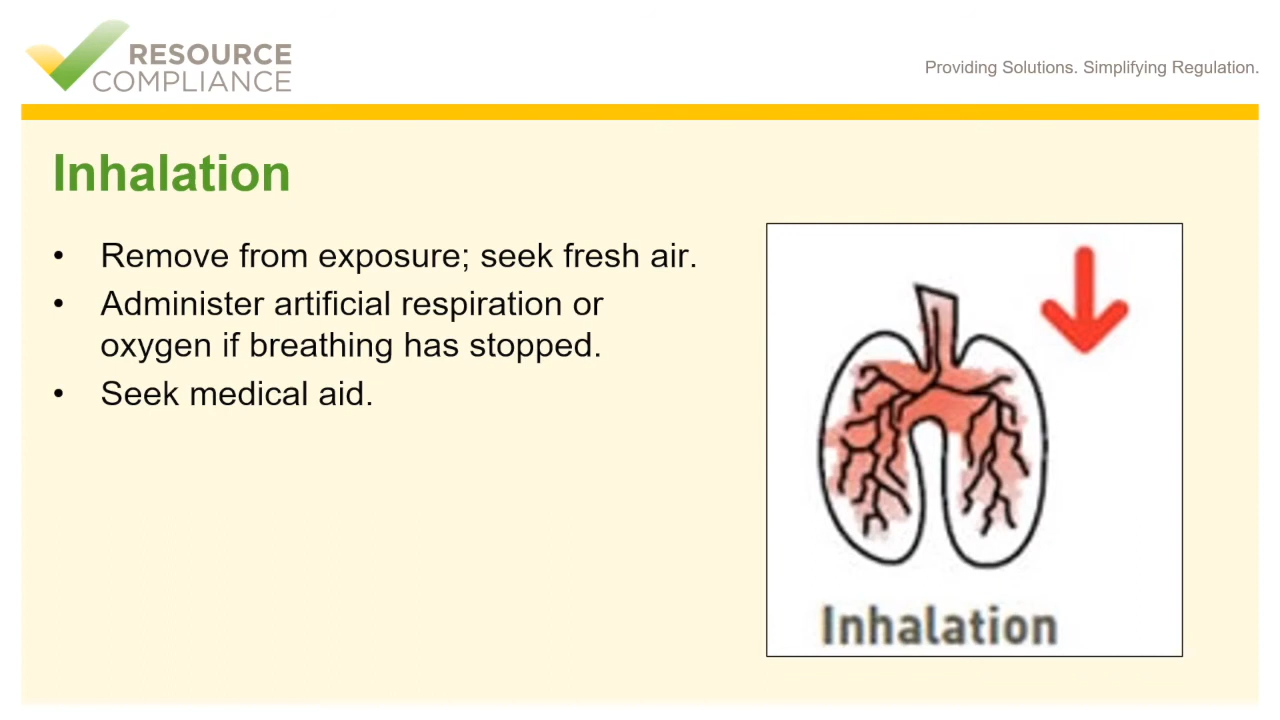 RESOURCE
COMPLIANCE
Providing Solutions. Simplifying Regulation.
Inhalation
• Remove from exposure; seek fresh air.
• Administer artificial respiration or
oxygen if breathing has stopped.
• Seek medical aid.
Inhalation